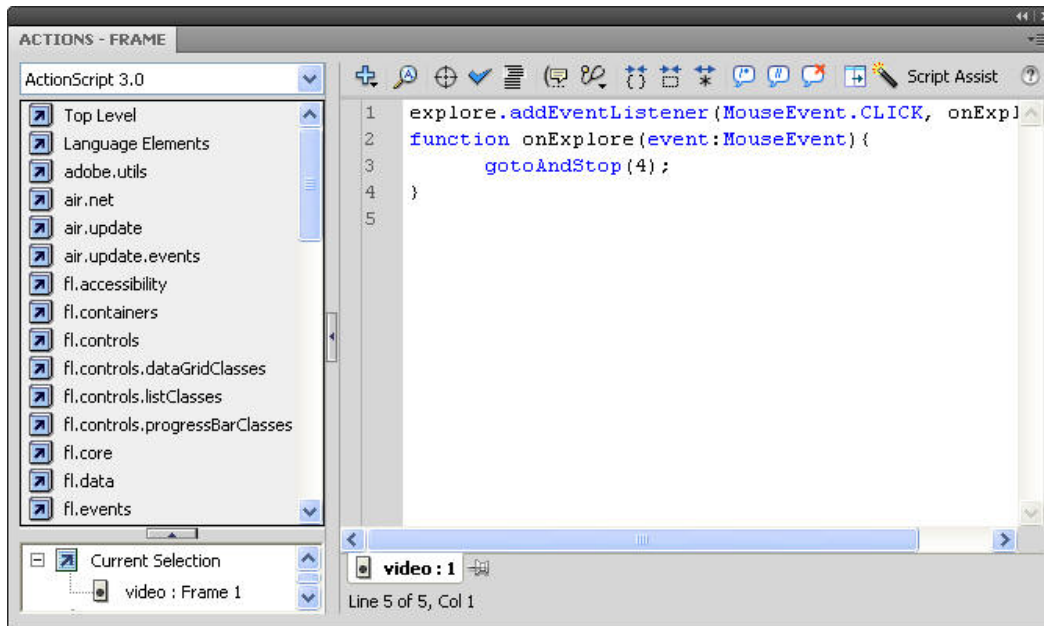 ACTIONS - FRAME
ActionScript 3.0
Script Assist
Top Level
Language Elements
adobe.utils
air.net
air.update
air.update.events
fl.accessibility
fl.containers
fl.controls
fl.controls.dataGridClasses
fl.controls.listClasses
fl.controls.progressBarClasses
fl.core
fl.data
fl.events
Current Selection
video : Frame 1
1 explore.addEventListener(MouseEvent.CLICK, onExpl
2 function onExplore(event:MouseEvent){
3 gotoAndStop(4);
4 }
5
video : 1
Line 5 of 5, Col 1